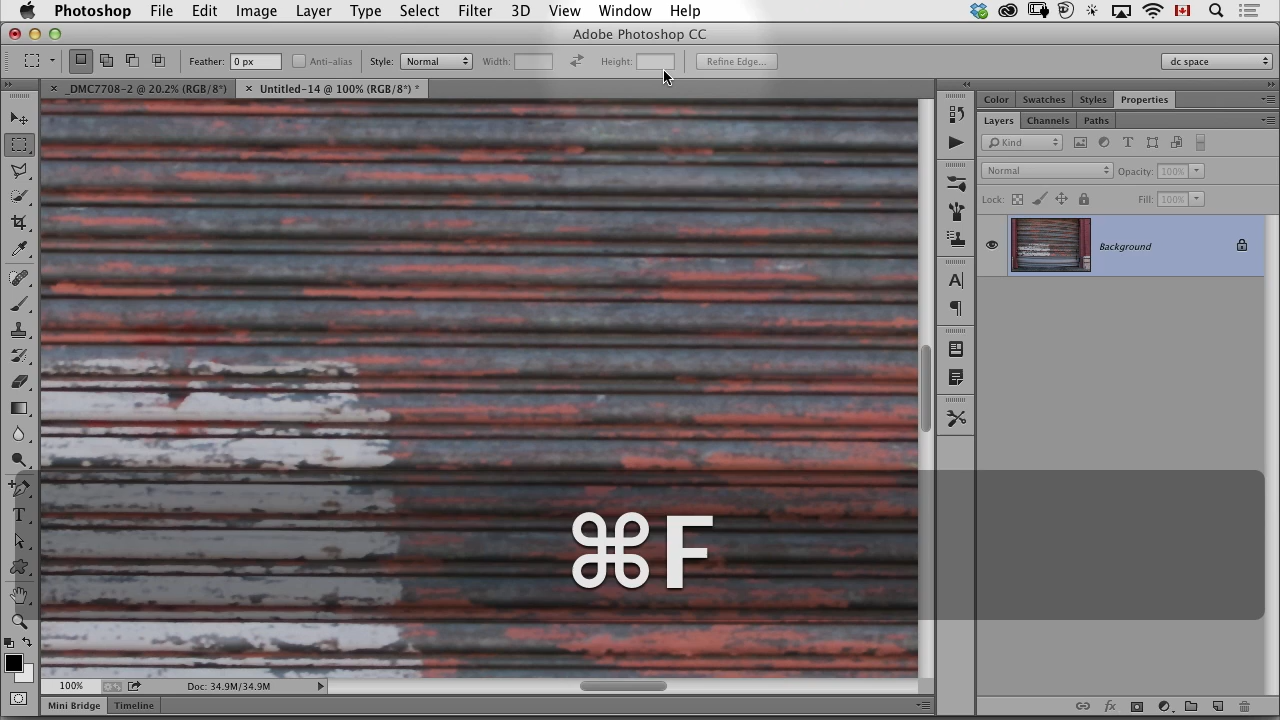 Photoshop File Edit Image Layer Type Select Filter 3D View Window Help
Adobe Photoshop CC
Feather: 0 px Anti-alias Style: Normal Width: Height: Refine Edge... dc space
_DMC7708-2 @ 20.2% (RGB/8*) Untitled-14 @ 100% (RGB/8*) *
Color Swatches Styles Properties
Layers Channels Paths
Kind
Normal Opacity: 100%
Lock: Fill: 100%
Background
⌘F
100% Doc: 34.9M/34.9M
Mini Bridge Timeline